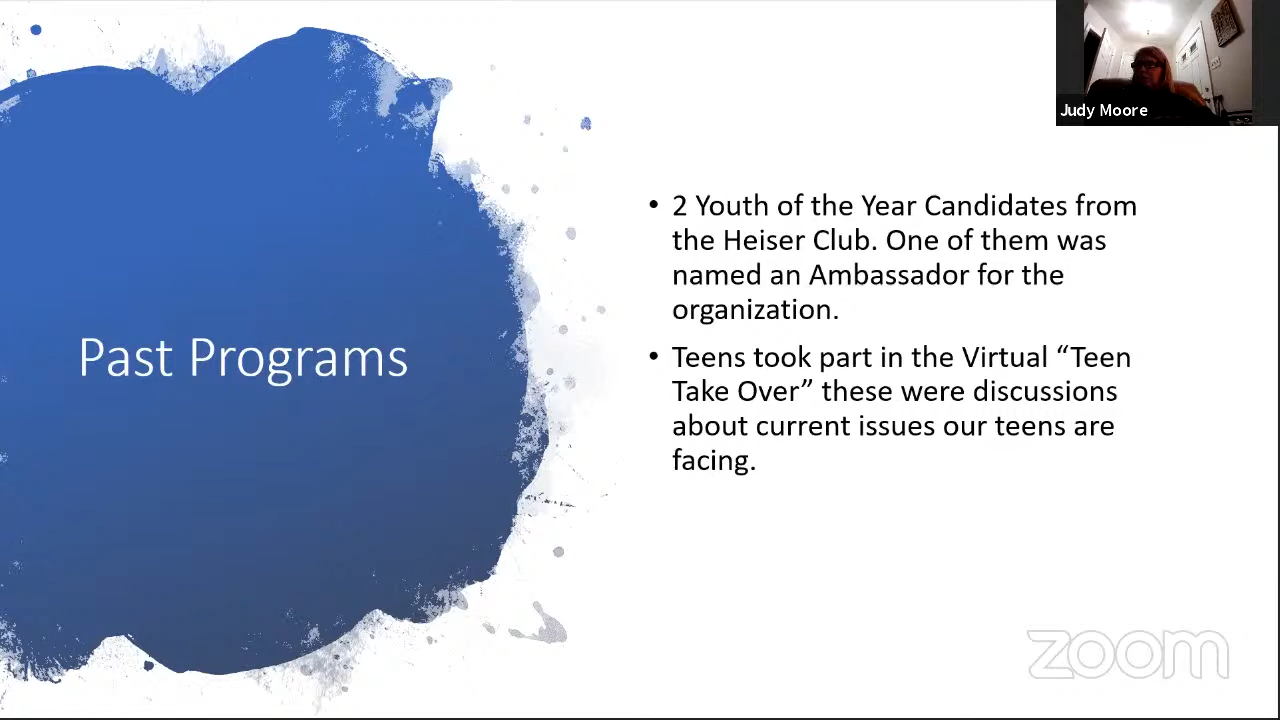 Judy Moore
Past Programs
• 2 Youth of the Year Candidates from
the Heiser Club. One of them was
named an Ambassador for the
organization.
• Teens took part in the Virtual “Teen
Take Over” these were discussions
about current issues our teens are
facing.
zoom